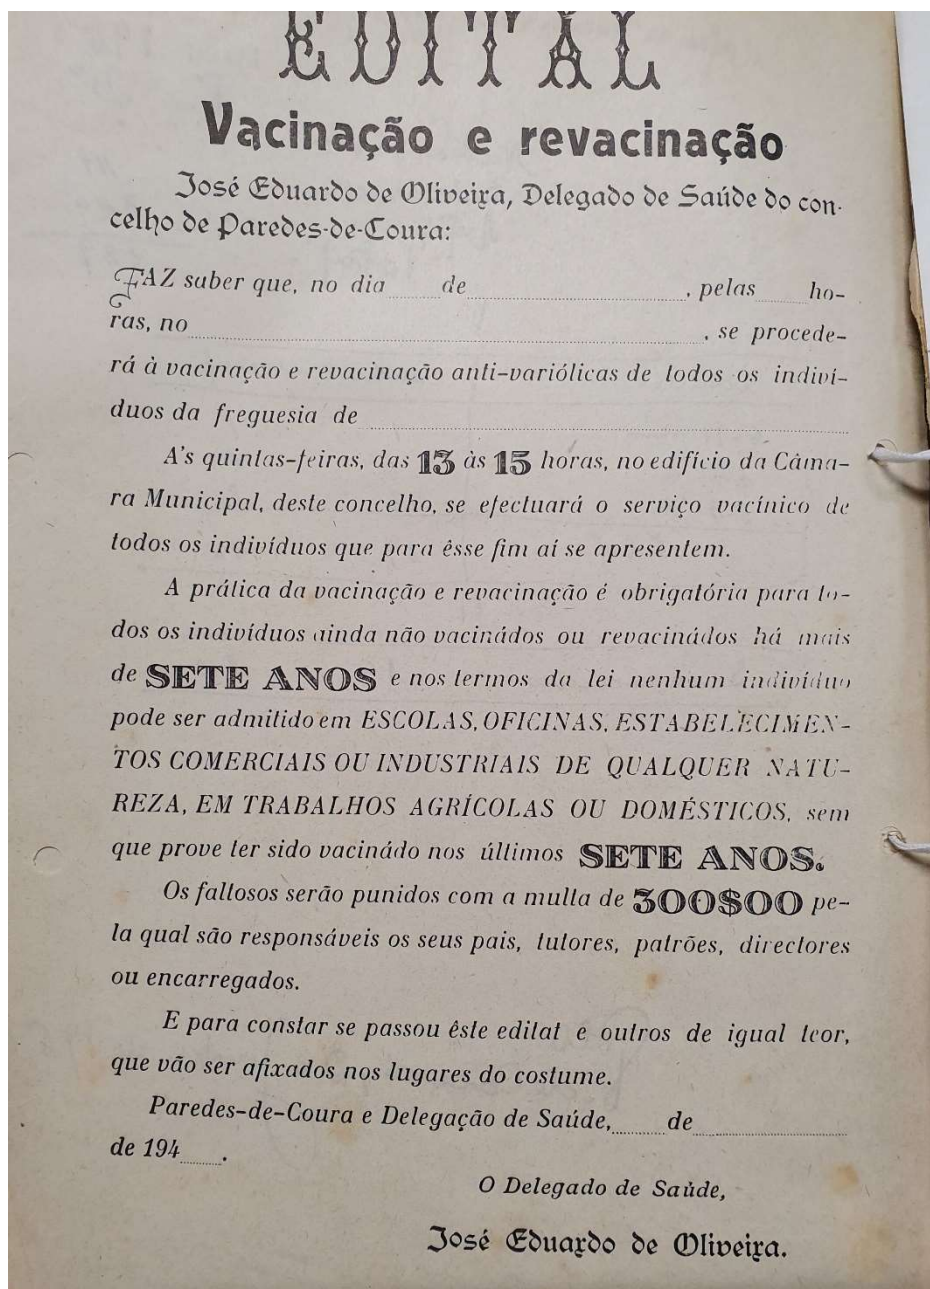 EDITAL
Vacinação e revacinação
José Eduardo de Oliveira, Delegado de Saúde do con-
celho de Paredes-de-Coura:
FAZ saber que, no dia ...... de ......................, pelas ...... ho-
ras, no ............................................................, se procede-
rá à vacinação e revacinação anti-variólicas de todos os indiví-
duos da freguesia de ............................................................
A's quintas-feiras, das 13 às 15 horas, no edifício da Câma-
ra Municipal, deste concelho, se efectuará o serviço vacínico de
todos os indivíduos que para êsse fim aí se apresentem.
A prática da vacinação e revacinação é obrigatória para to-
dos os indivíduos ainda não vacinádos ou revacinádos há mais
de SETE ANOS e nos termos da lei nenhum indivíduo
pode ser admitido em ESCOLAS, OFICINAS, ESTABELECIMEN-
TOS COMERCIAIS OU INDUSTRIAIS DE QUALQUER NATU-
REZA, EM TRABALHOS AGRÍCOLAS OU DOMÉSTICOS, sem
que prove ter sido vacinádo nos últimos SETE ANOS.
Os faltosos serão punidos com a multa de 300$00 pe-
la qual são responsáveis os seus pais, tutores, patrões, directores
ou encarregados.
E para constar se passou êste edilat e outros de igual teor,
que vão ser afixados nos lugares do costume.
Paredes-de-Coura e Delegação de Saúde, ...... de ......................
de 194......
O Delegado de Saúde,
José Eduardo de Oliveira.